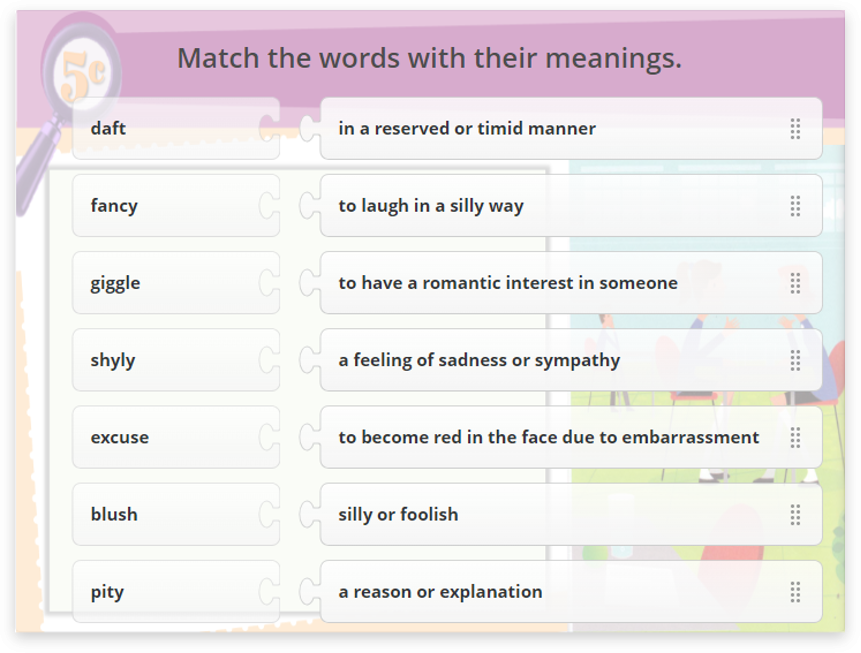 5c
Match the words with their meanings.
daft
in a reserved or timid manner
fancy
to laugh in a silly way
giggle
to have a romantic interest in someone
shyly
a feeling of sadness or sympathy
excuse
to become red in the face due to embarrassment
blush
silly or foolish
pity
a reason or explanation